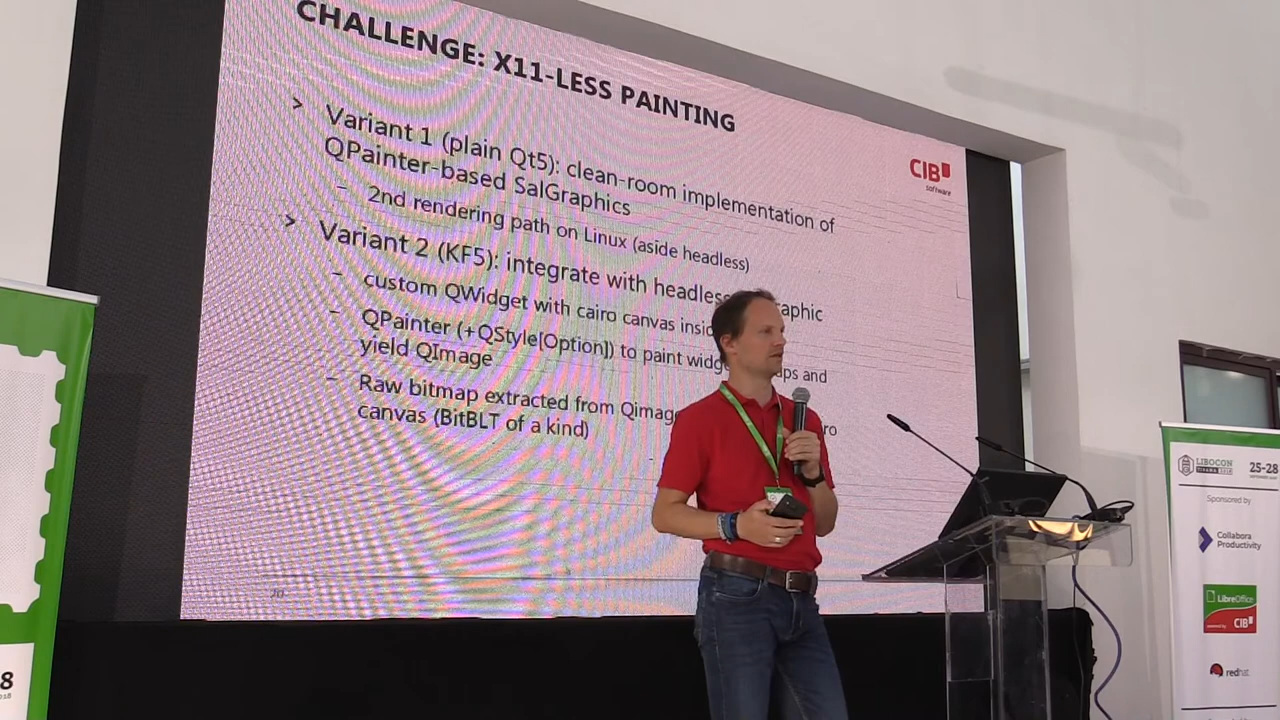 CHALLENGE: X11-LESS PAINTING
> Variant 1 (plain Qt5): clean-room implementation of
QPainter-based SalGraphics
– 2nd rendering path on Linux (aside headless)
> Variant 2 (KF5): integrate with headless graphic
– custom QWidget with cairo canvas
– QPainter (+QStyle[Option]) to paint and
yield QImage
– Raw bitmap extracted from
canvas (BitBLT of a kind)
CIB
software
LIBOCON
25-28
Sponsored by
Collabora
Productivity
LibreOffice
CIB
redhat
8